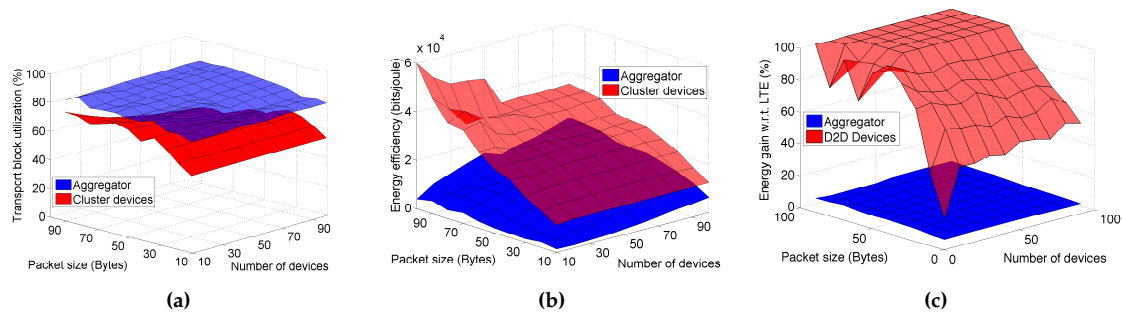 Transport block utilization (%)
100
80
60
40
20
0
Aggregator
Cluster devices
90
70
50
30
10
10
30
50
70
90
Packet size (Bytes)
Number of devices
(a)
Energy efficiency (bits/joule)
x 10^4
6
4
2
0
Aggregator
Cluster devices
90
70
50
30
10
10
30
50
70
90
Packet size (Bytes)
Number of devices
(b)
Energy gain w.r.t. LTE (%)
100
80
60
40
20
0
Aggregator
D2D Devices
100
50
0
0
50
100
Packet size (Bytes)
Number of devices
(c)